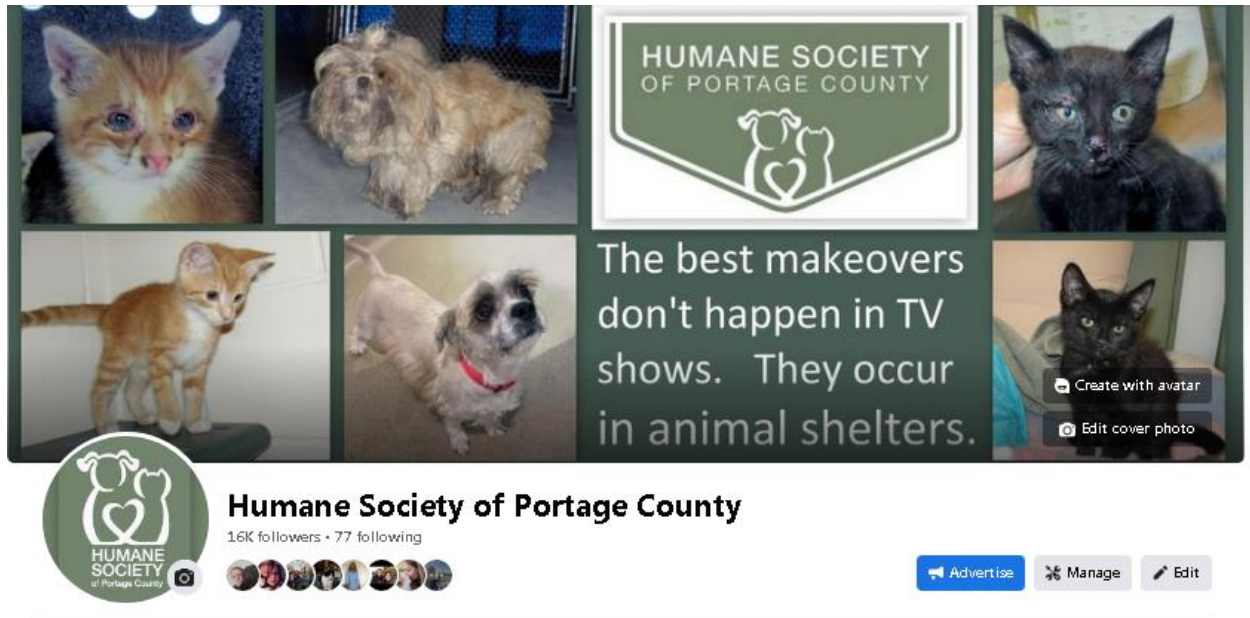 HUMANE SOCIETY
OF PORTAGE COUNTY
The best makeovers
don't happen in TV
shows. They occur
in animal shelters.
Create with avatar
Edit cover photo
HUMANE
SOCIETY
of Portage County
Humane Society of Portage County
16K followers • 77 following
Advertise
Manage
Edit